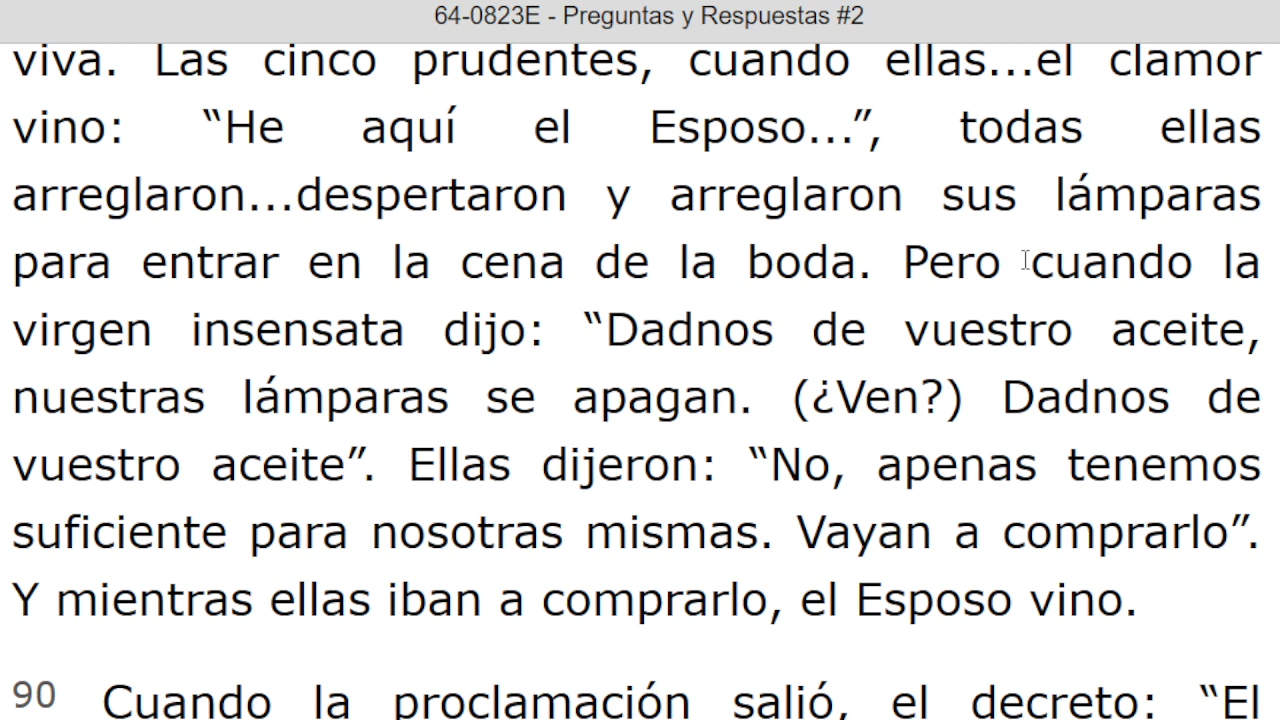 64-0823E - Preguntas y Respuestas #2
viva. Las cinco prudentes, cuando ellas...el clamor
vino: “He aquí el Esposo...”, todas ellas
arreglaron...despertaron y arreglaron sus lámparas
para entrar en la cena de la boda. Pero cuando la
virgen insensata dijo: “Dadnos de vuestro aceite,
nuestras lámparas se apagan. (¿Ven?) Dadnos de
vuestro aceite”. Ellas dijeron: “No, apenas tenemos
suficiente para nosotras mismas. Vayan a comprarlo”.
Y mientras ellas iban a comprarlo, el Esposo vino.
90 Cuando la proclamación salió, el decreto: “El